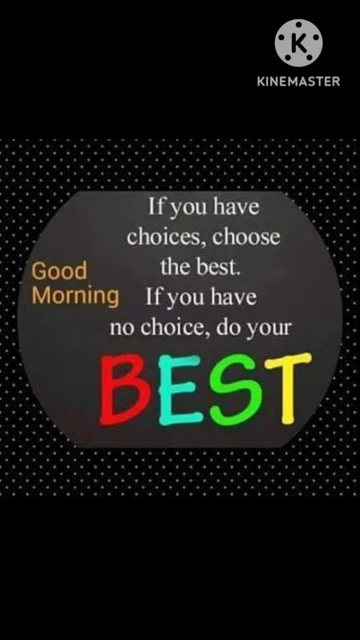 KINEMASTER
If you have
choices, choose
the best.
Good
Morning
If you have
no choice, do your
BEST